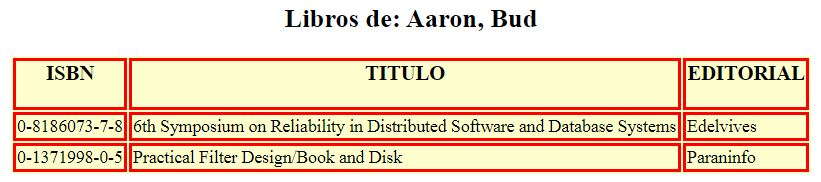 Libros de: Aaron, Bud
ISBN TITULO EDITORIAL
0-8186073-7-8 6th Symposium on Reliability in Distributed Software and Database Systems Edelvives
0-1371998-0-5 Practical Filter Design/Book and Disk Paraninfo